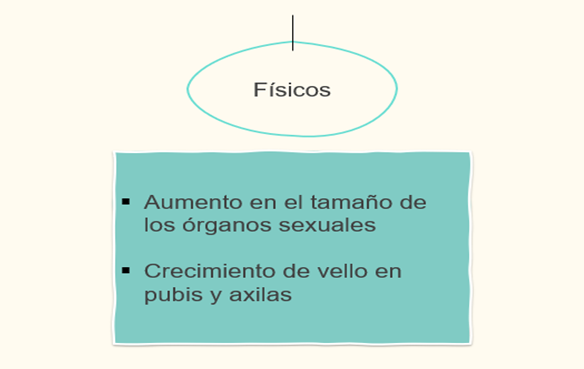 Físicos
▪ Aumento en el tamaño de
los órganos sexuales
▪ Crecimiento de vello en
pubis y axilas